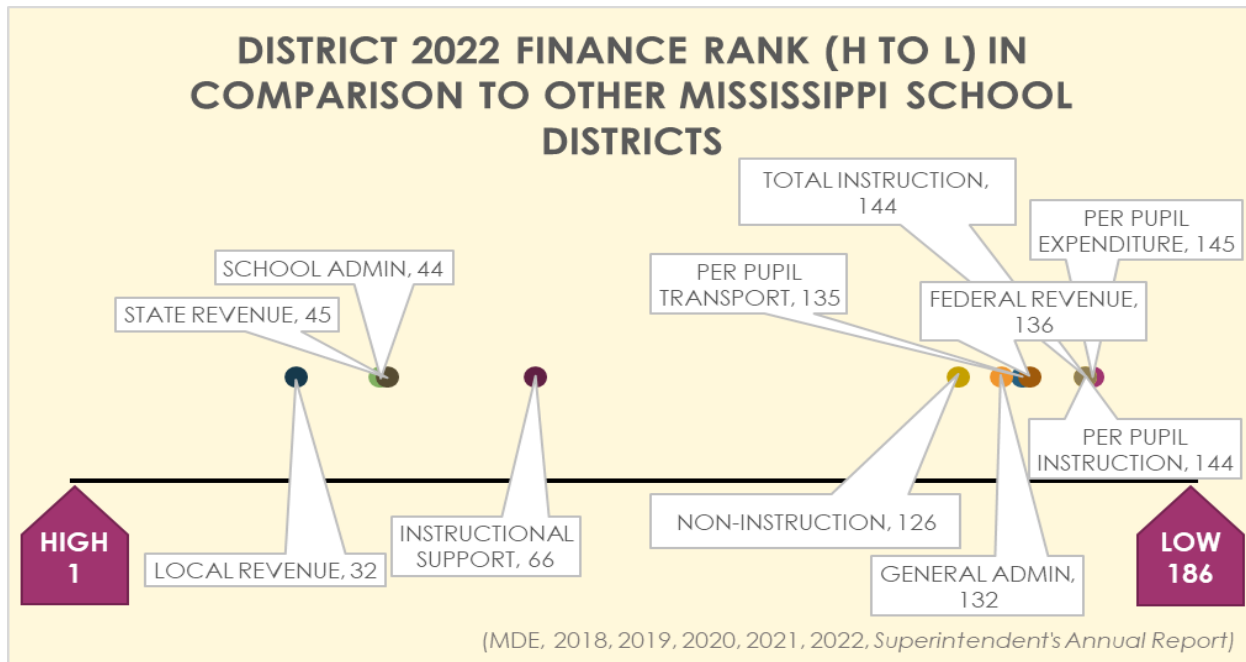 DISTRICT 2022 FINANCE RANK (H TO L) IN
COMPARISON TO OTHER MISSISSIPPI SCHOOL
DISTRICTS
TOTAL INSTRUCTION,
144
PER PUPIL
EXPENDITURE, 145
SCHOOL ADMIN, 44
PER PUPIL
TRANSPORT, 135
FEDERAL REVENUE,
136
STATE REVENUE, 45
PER PUPIL
INSTRUCTION, 144
NON-INSTRUCTION, 126
INSTRUCTIONAL
SUPPORT, 66
LOCAL REVENUE, 32
GENERAL ADMIN,
132
HIGH
1
LOW
186
(MDE, 2018, 2019, 2020, 2021, 2022, Superintendent's Annual Report)